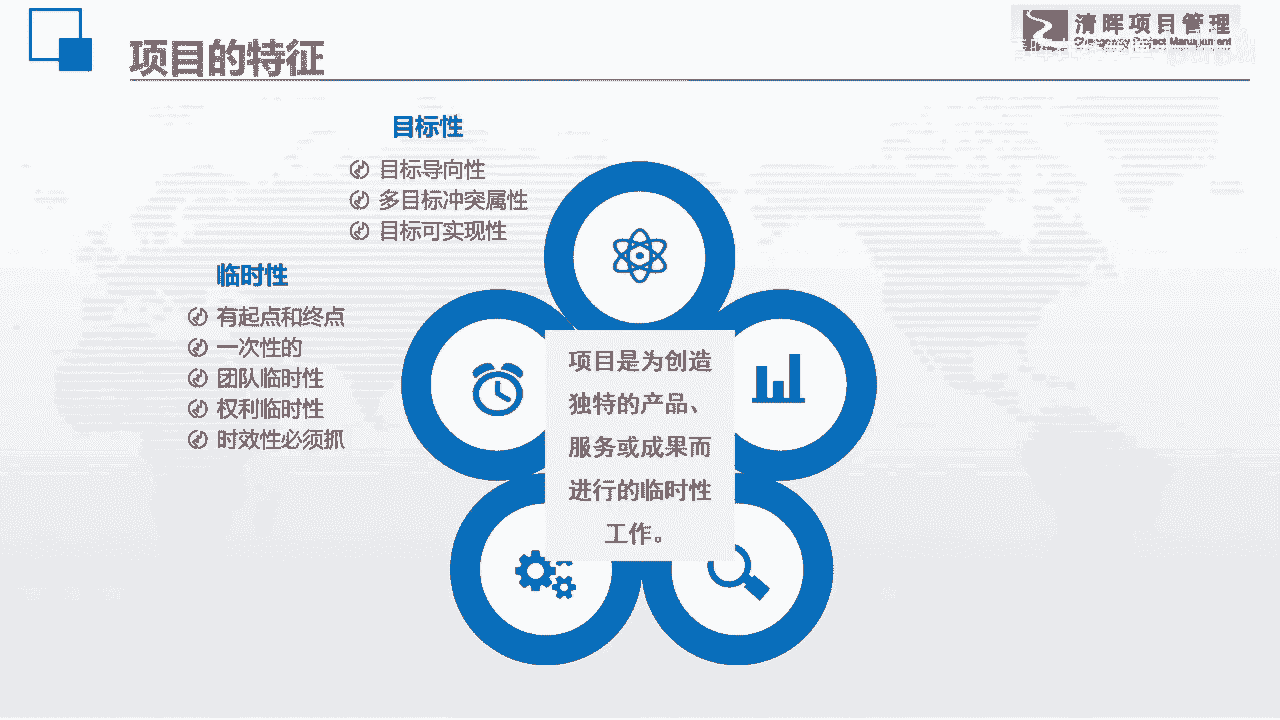 项目的特征
清晖项目管理
目标性
目标导向性
多目标冲突属性
目标可实现性
临时性
有起点和终点
一次性的
团队临时性
权利临时性
时效性必须抓
项目是为创造
独特的产品、
服务或成果而
进行的临时性
工作。